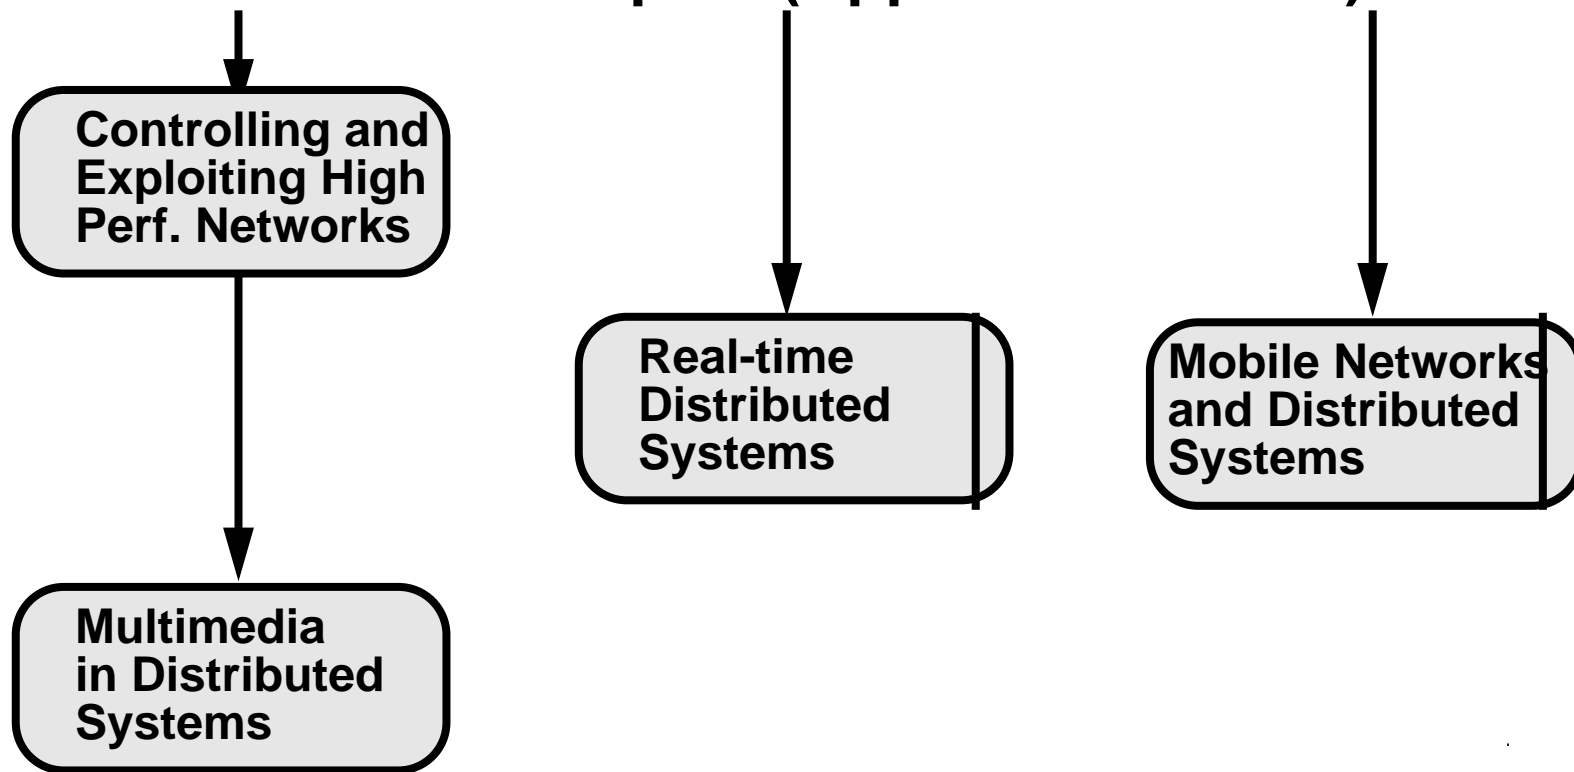 Controlling and
Exploiting High
Perf. Networks
Real-time
Distributed
Systems
Mobile Networks
and Distributed
Systems
Multimedia
in Distributed
Systems